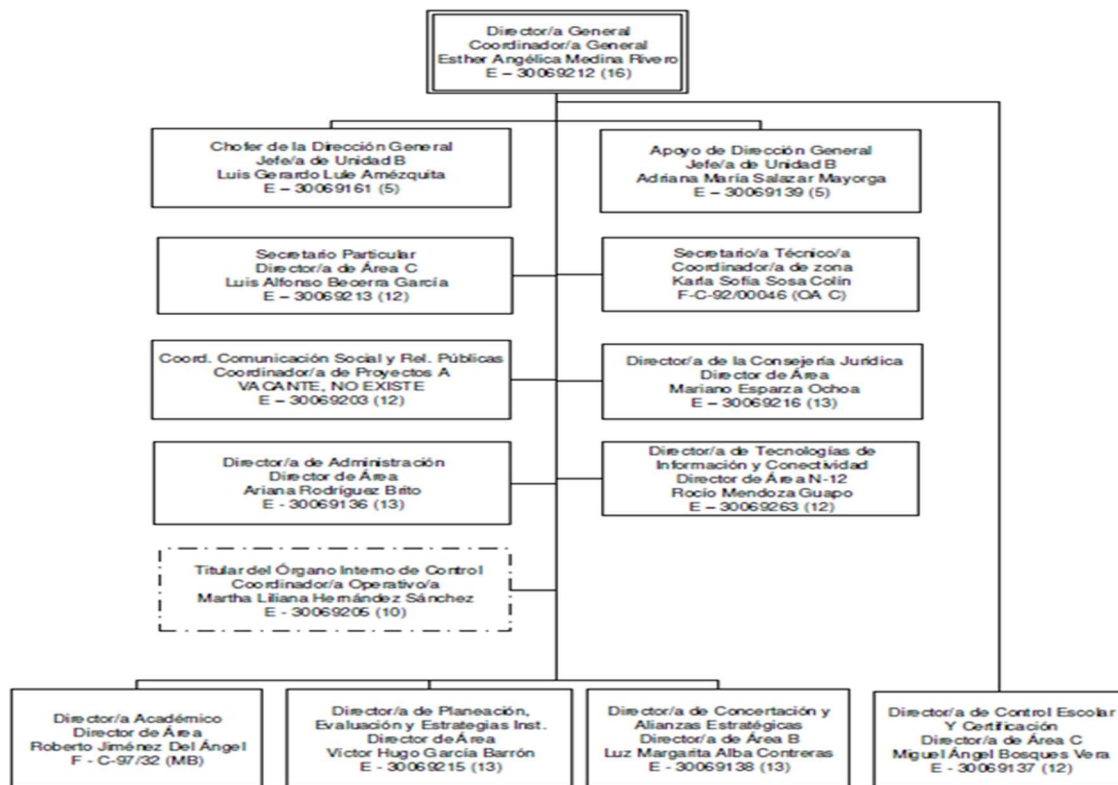 Director/a General
Coordinador/a General
Esther Angélica Medina Rivero
E – 30069212 (16)
Chofer de la Dirección General
Jefe/a de Unidad B
Luis Gerardo Lule Amézquita
E – 30069161 (5)
Apoyo de Dirección General
Jefe/a de Unidad B
Adriana María Salazar Mayorga
E – 30069139 (5)
Secretario Particular
Director/a de Área C
Luis Alfonso Becerra García
E – 30069213 (12)
Secretario/a Técnico/a
Coordinador/a de zona
Karla Sofía Sosa Colín
F-C-92/00046 (OA C)
Coord. Comunicación Social y Rel. Públicas
Coordinador/a de Proyectos A
VACANTE, NO EXISTE
E – 30069203 (12)
Director/a de la Consejería Jurídica
Director de Área
Mariano Esparza Ochoa
E – 30069216 (13)
Director/a de Administración
Director de Área
Ariana Rodríguez Brito
E - 30069136 (13)
Director/a de Tecnologías de
Información y Conectividad
Director de Área N-12
Rocío Mendoza Guapo
E – 30069263 (12)
Titular del Órgano Interno de Control
Coordinador/a Operativo/a
Martha Liliana Hernández Sánchez
E - 30069205 (10)
Director/a Académico
Director de Área
Roberto Jiménez Del Ángel
F - C-97/32 (MB)
Director/a de Planeación,
Evaluación y Estrategias Inst.
Director de Área
Víctor Hugo García Barrón
E - 30069215 (13)
Director/a de Concertación y
Alianzas Estratégicas
Director/a de Área B
Luz Margarita Alba Contreras
E - 30069138 (13)
Director/a de Control Escolar
Y Certificación
Director/a de Área C
Miguel Ángel Bosques Vera
E - 30069137 (12)